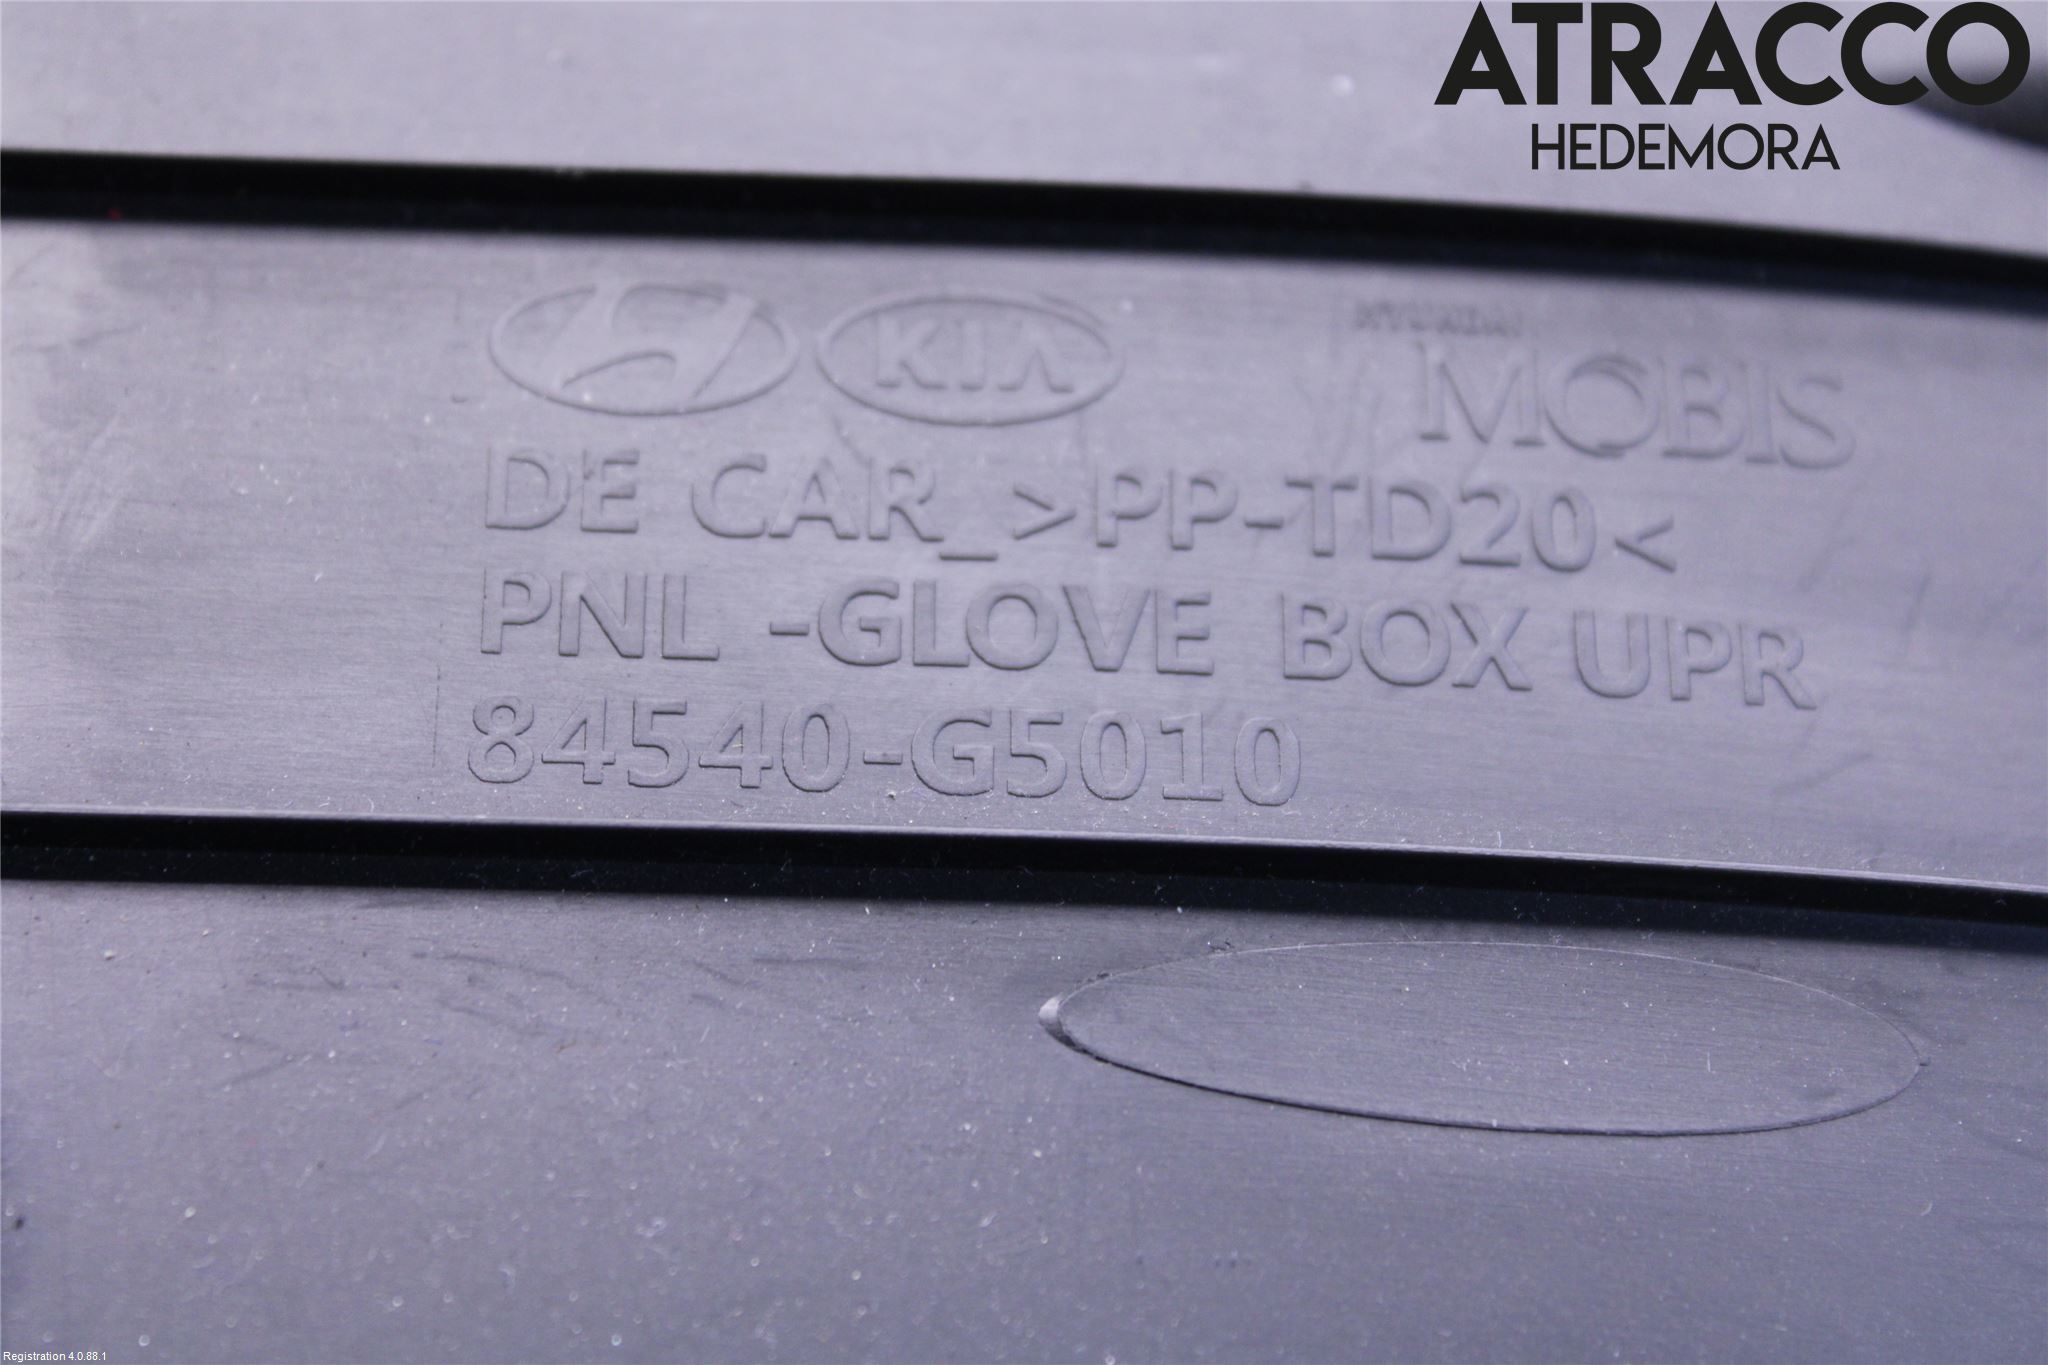 ATRACCO
HEDEMORA
KIA
HYUNDAI
MOBIS
DE CAR_>PP-TD20<
PNL -GLOVE BOX UPR
84540-G5010
Registration 4.0.88.1